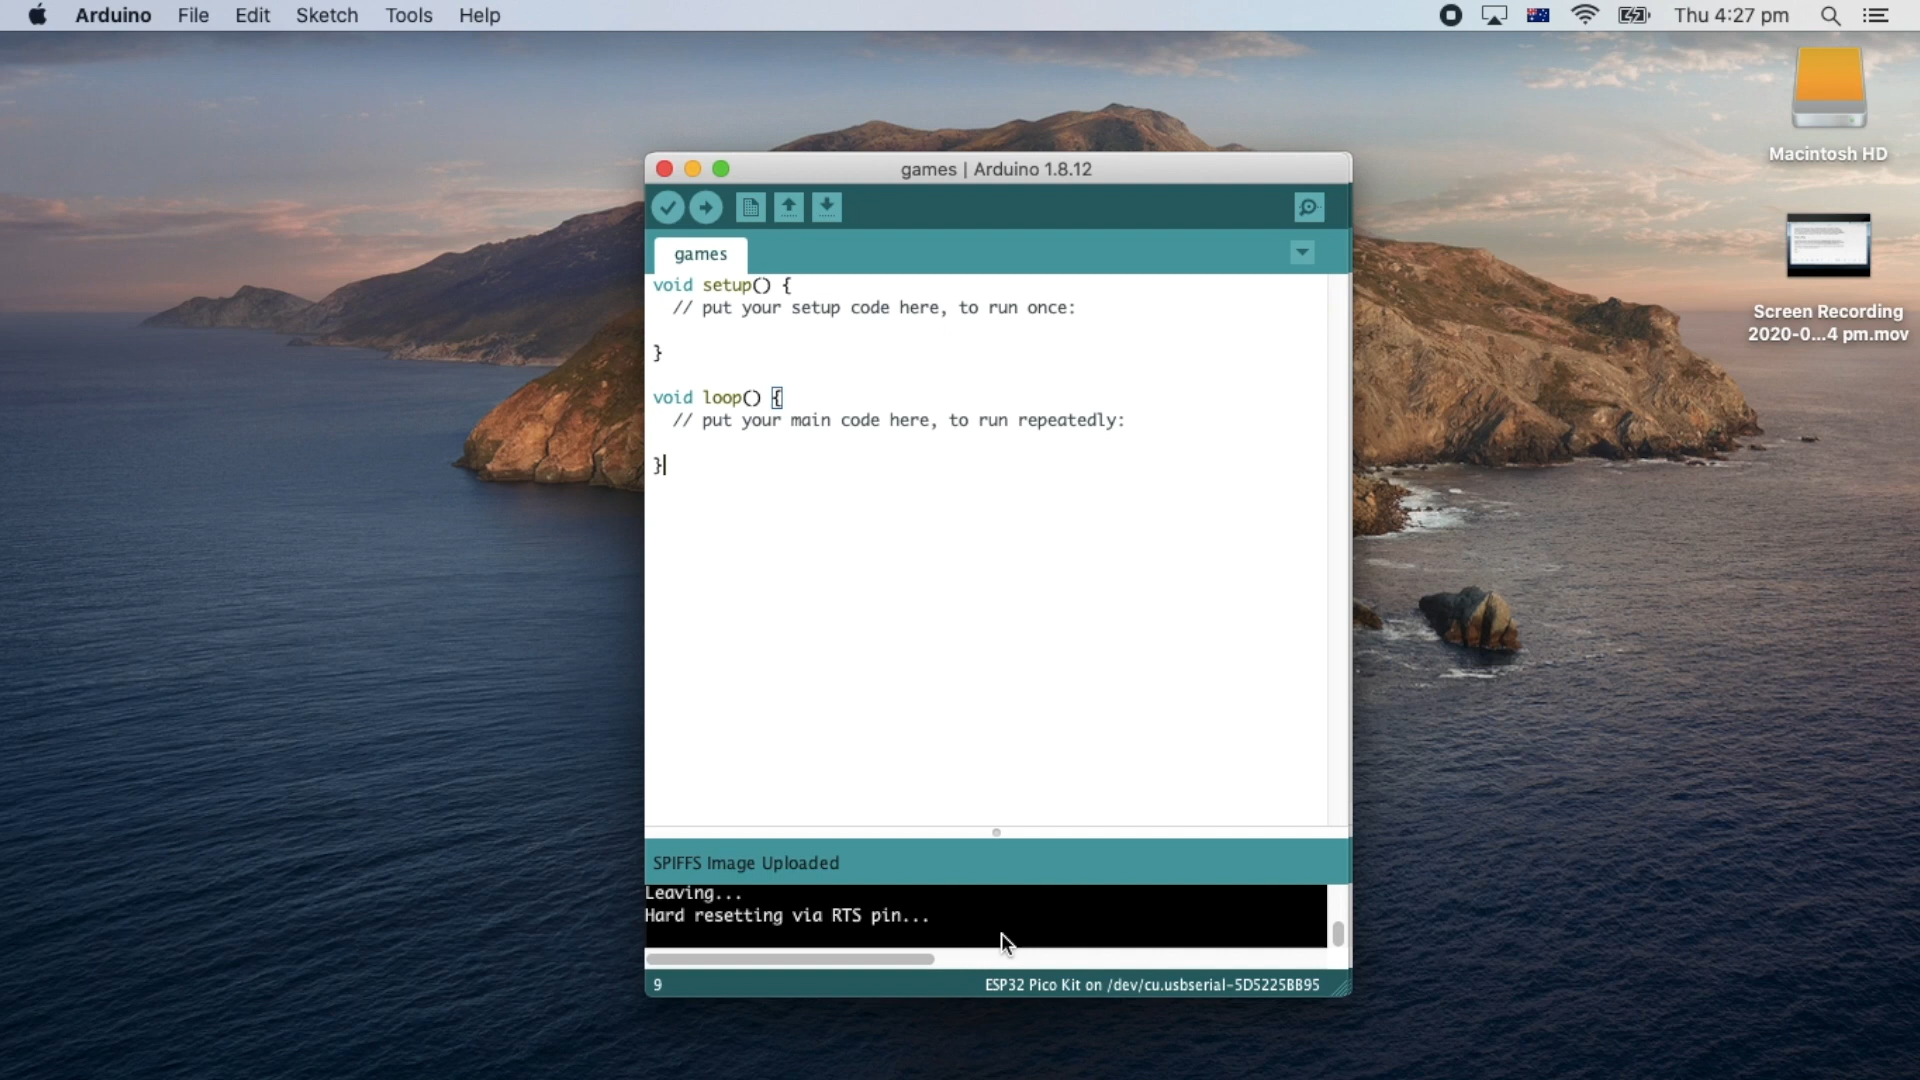 Arduino File Edit Sketch Tools Help Thu 4:27 pm
Macintosh HD
Screen Recording
2020-0...4 pm.mov
games | Arduino 1.8.12
games
void setup() {
// put your setup code here, to run once:
}
void loop() {
// put your main code here, to run repeatedly:
}
SPIFFS Image Uploaded
Leaving...
Hard resetting via RTS pin...
9 ESP32 Pico Kit on /dev/cu.usbserial-5D5225BB95